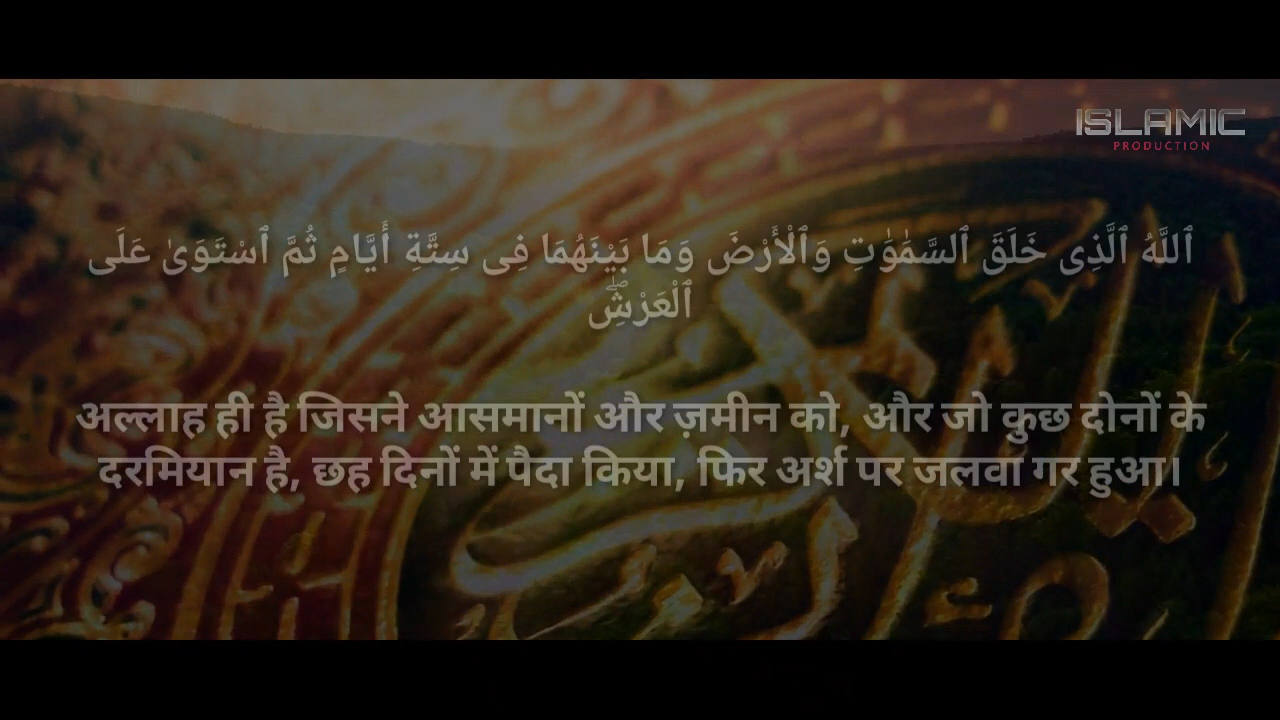 ISLAMIC
PRODUCTION
ٱللَّهُ ٱلَّذِى خَلَقَ ٱلسَّمَٰوَٰتِ وَٱلْأَرْضَ وَمَا بَيْنَهُمَا فِى سِتَّةِ أَيَّامٍ ثُمَّ ٱسْتَوَىٰ عَلَى
ٱلْعَرْشِۖ
अल्लाह ही है जिसने आसमानों और ज़मीन को, और जो कुछ दोनों के
दरमियान है, छह दिनों में पैदा किया, फिर अर्श पर जलवा गर हुआ।